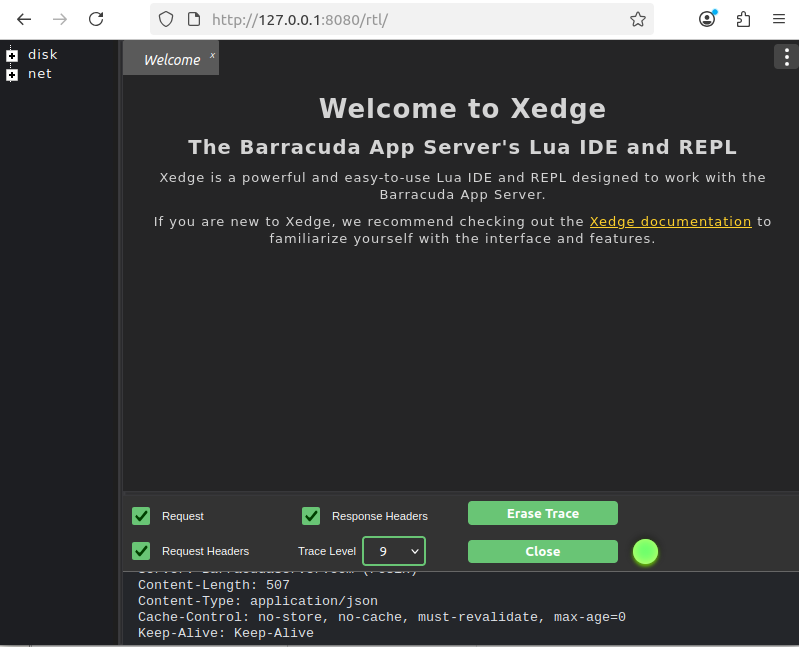 http://127.0.0.1:8080/rtl/
disk
net
Welcome x
Welcome to Xedge
The Barracuda App Server's Lua IDE and REPL
Xedge is a powerful and easy-to-use Lua IDE and REPL designed to work with the
Barracuda App Server.
If you are new to Xedge, we recommend checking out the Xedge documentation to
familiarize yourself with the interface and features.
Request
Response Headers
Erase Trace
Request Headers
Trace Level 9
Close
Content-Length: 507
Content-Type: application/json
Cache-Control: no-store, no-cache, must-revalidate, max-age=0
Keep-Alive: Keep-Alive